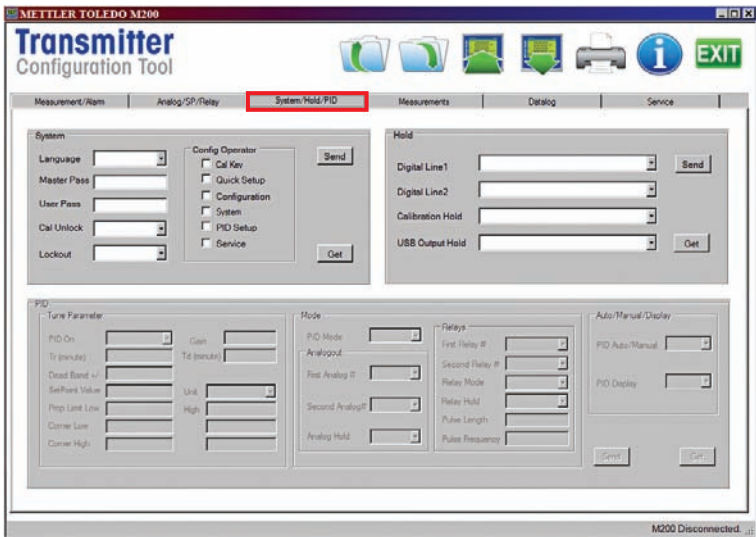 METTLER TOLEDO M200
Transmitter
Configuration Tool
EXIT
Measurement/Alarm
Analog/SP/Relay
System/Hold/PID
Measurements
Datalog
Service
System
Language
Master Pass
User Pass
Cal Unlock
Lockout
Config Operator
Cal Key
Quick Setup
Configuration
System
PID Setup
Service
Send
Get
Hold
Digital Line1
Digital Line2
Calibration Hold
USB Output Hold
Send
Get
PID
Tune Parameter
PID On
Gain
Tr (minute)
Td (minute)
Dead Band +/-
SetPoint Value
Unit
Prop Limit Low
High
Corner Low
Corner High
Mode
PID Mode
Analogout
First Analog #
Second Analog#
Analog Hold
Relays
First Relay #
Second Relay #
Relay Mode
Relay Hold
Pulse Length
Pulse Frequency
Auto/Manual/Display
PID Auto/Manual
PID Display
Send
Get
M200 Disconnected.